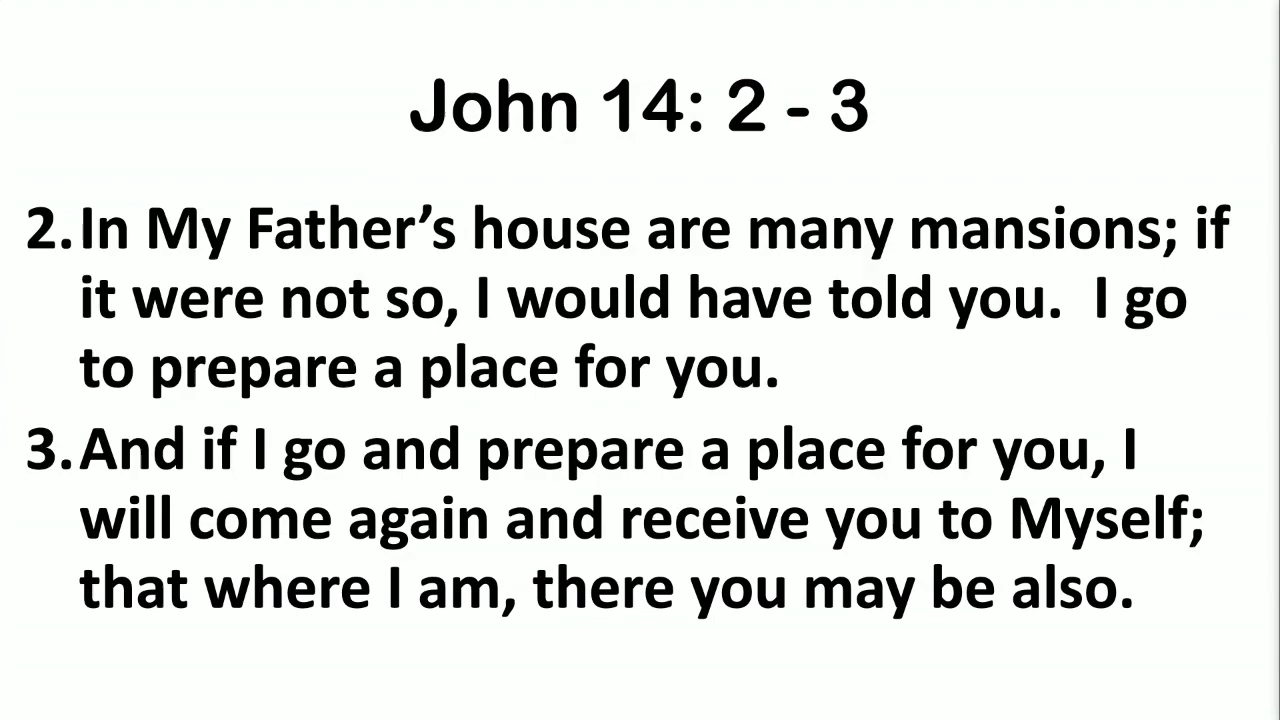 John 14: 2 - 3
2. In My Father’s house are many mansions; if
it were not so, I would have told you.  I go
to prepare a place for you.
3. And if I go and prepare a place for you, I
will come again and receive you to Myself;
that where I am, there you may be also.